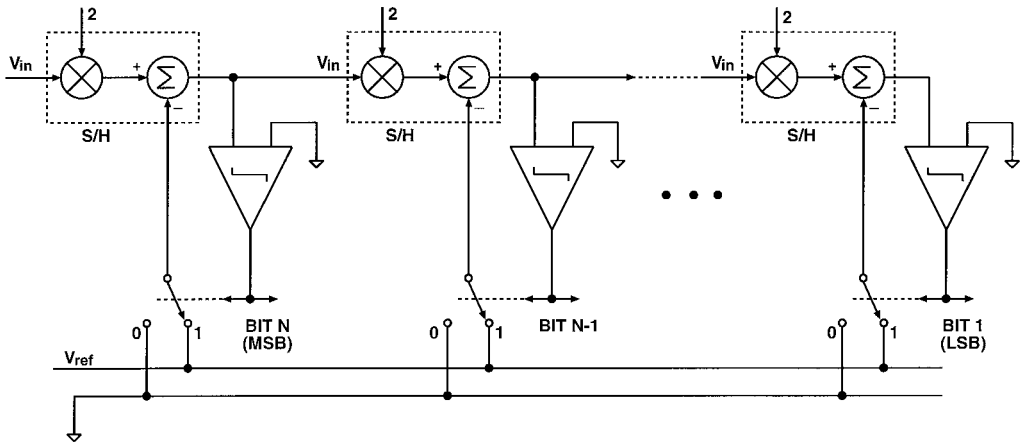 2 2 2
Vin + Σ Vin + Σ Vin + Σ
− − −
S/H S/H S/H
0 1 BIT N 0 1 BIT N-1 0 1 BIT 1
(MSB) (LSB)
Vref